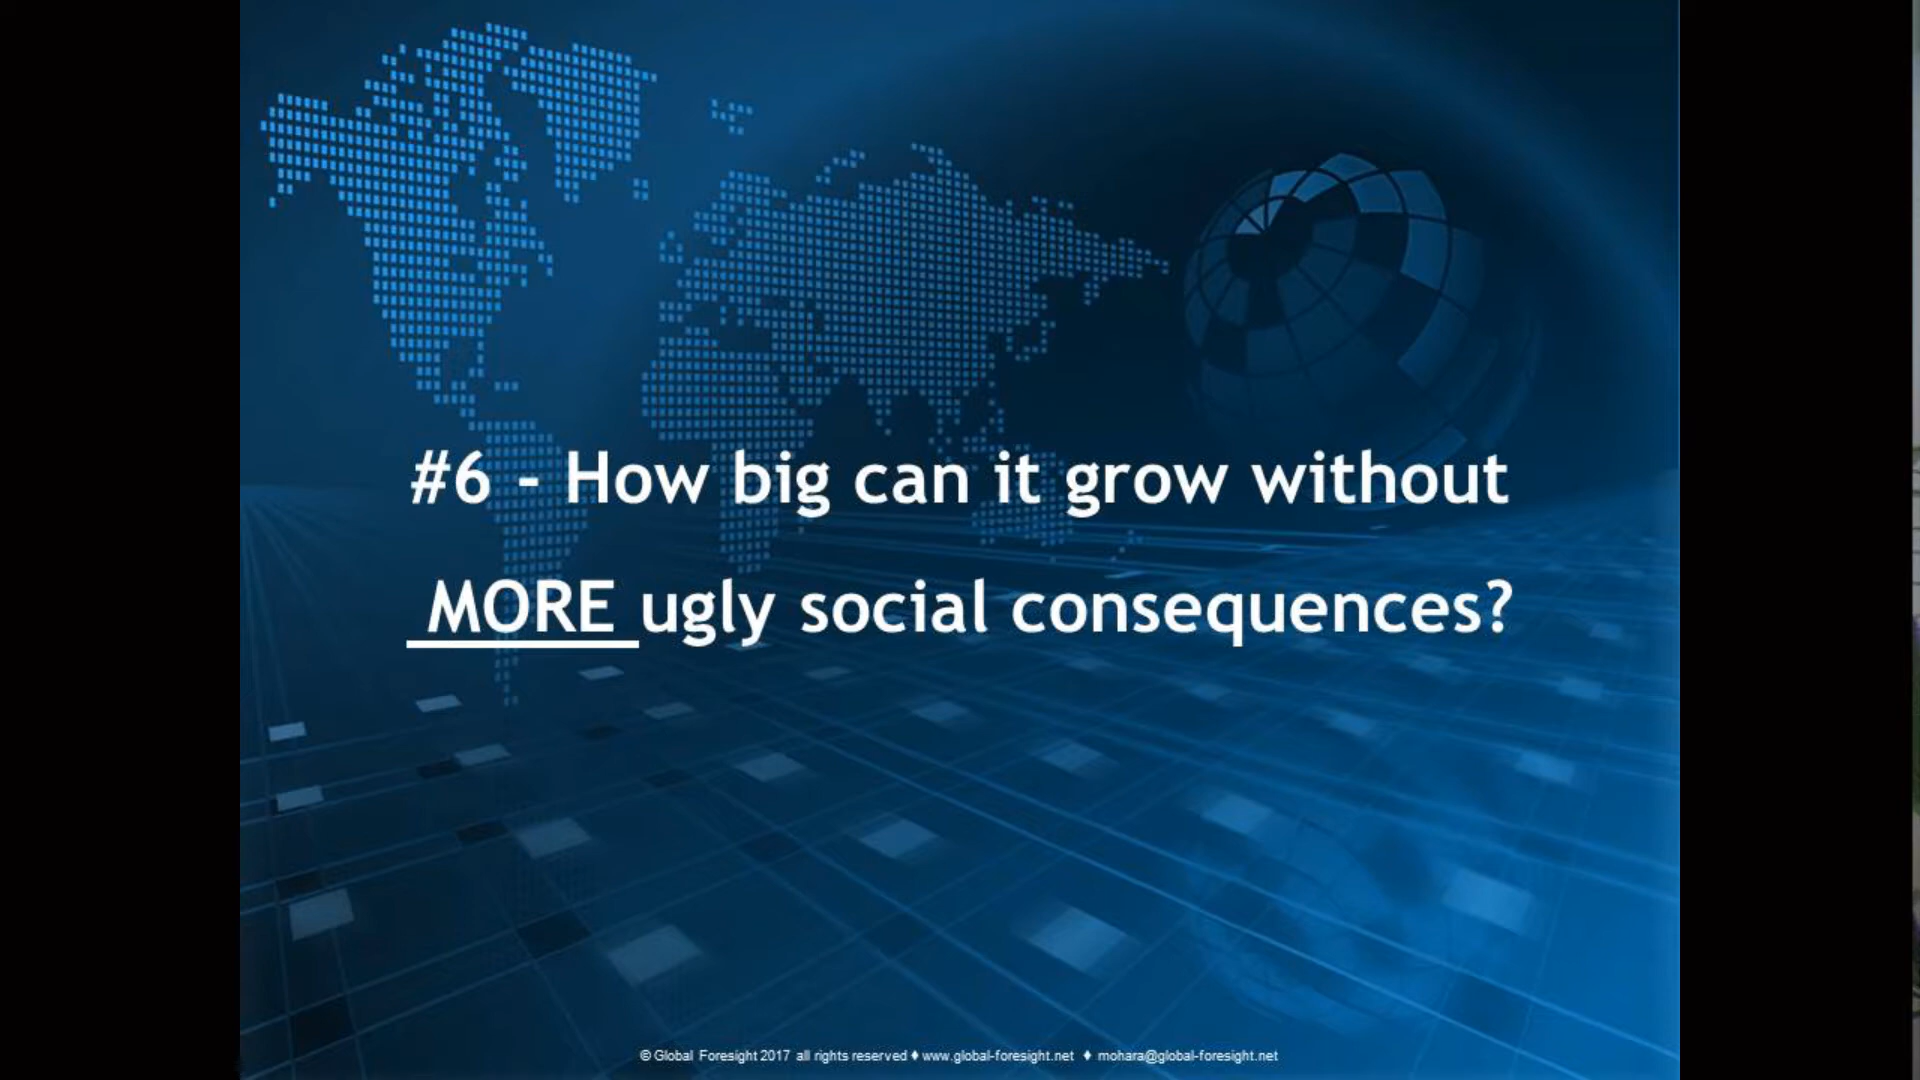 #6 - How big can it grow without
MORE ugly social consequences?
© Global Foresight 2017 all rights reserved ♦ www.global-foresight.net ♦ mohara@global-foresight.net